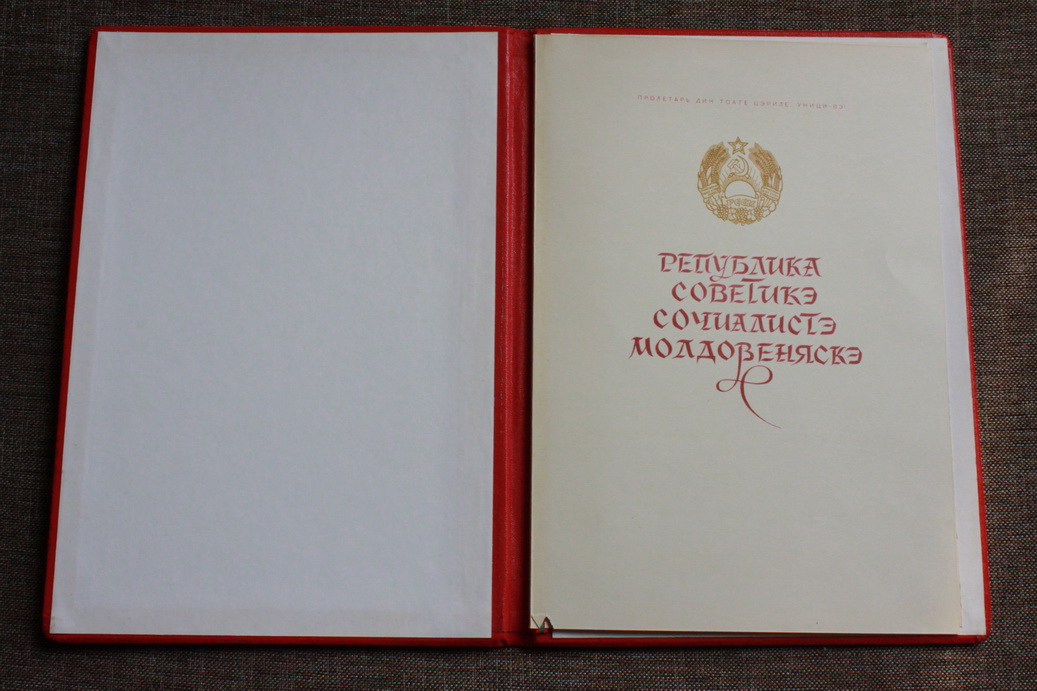 ПРОЛЕТАРЬ ДИН ТОАТЕ ЦЭРИЛЕ, УНИЦИ-ВЭ!
РЕПУБЛИКА
СОВЕТИКЭ
СОЧИАЛИСТЭ
МОЛДОВЕНЯСКЭ